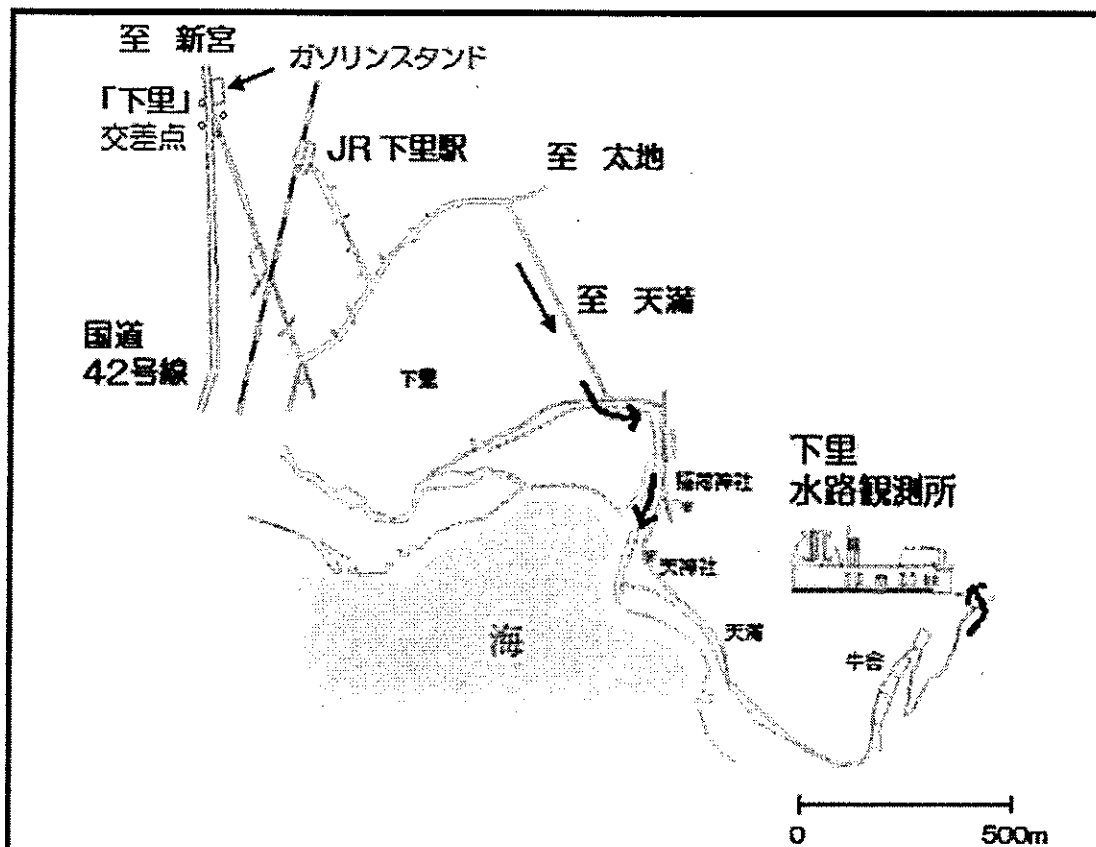 至 新宮
ガソリンスタンド
「下里」
交差点
JR 下里駅
至 太地
至 天満
国道
42号線
下里
下里
水路観測所
稲荷神社
天神社
海
天満
0
500m